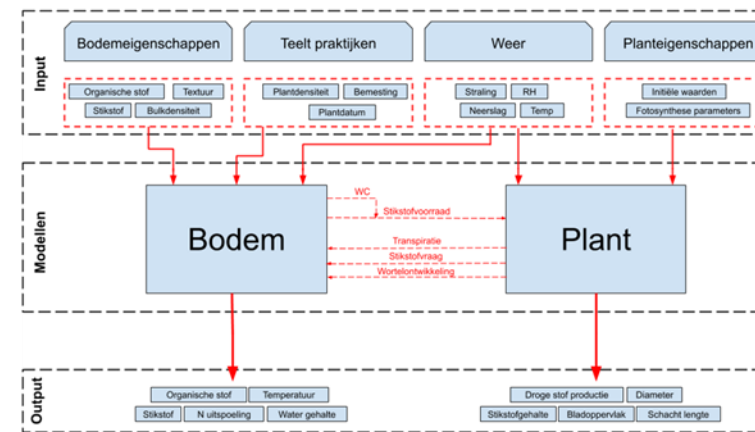 Input
Bodemeigenschappen
Teelt praktijken
Weer
Planteigenschappen
Organische stof
Textuur
Stikstof
Bulkdensiteit
Plantdensiteit
Bemesting
Plantdatum
Straling
RH
Neerslag
Temp
Initiële waarden
Fotosynthese parameters
Modellen
Bodem
WC
Stikstofvoorraad
Transpiratie
Stikstofvraag
Wortelontwikkeling
Plant
Output
Organische stof
Temperatuur
Stikstof
N uitspoeling
Water gehalte
Droge stof productie
Diameter
Stikstofgehalte
Bladoppervlak
Schacht lengte